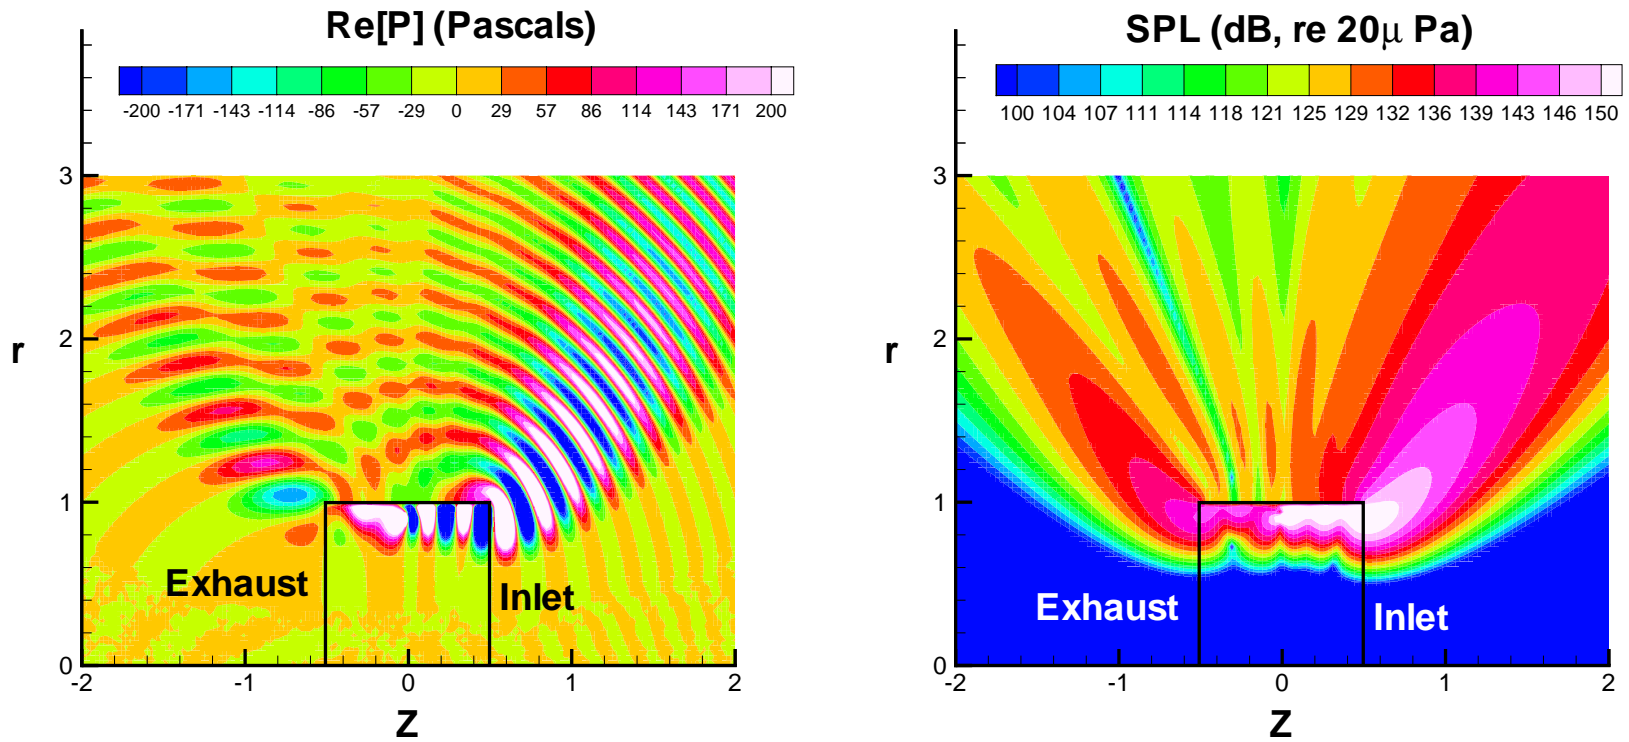 Re[P] (Pascals)
-200 -171 -143 -114 -86 -57 -29 0 29 57 86 114 143 171 200
3
2
1
0
r
Exhaust
Inlet
-2 -1 0 1 2
Z
SPL (dB, re 20μ Pa)
100 104 107 111 114 118 121 125 129 132 136 139 143 146 150
3
2
1
0
r
Exhaust
Inlet
-2 -1 0 1 2
Z